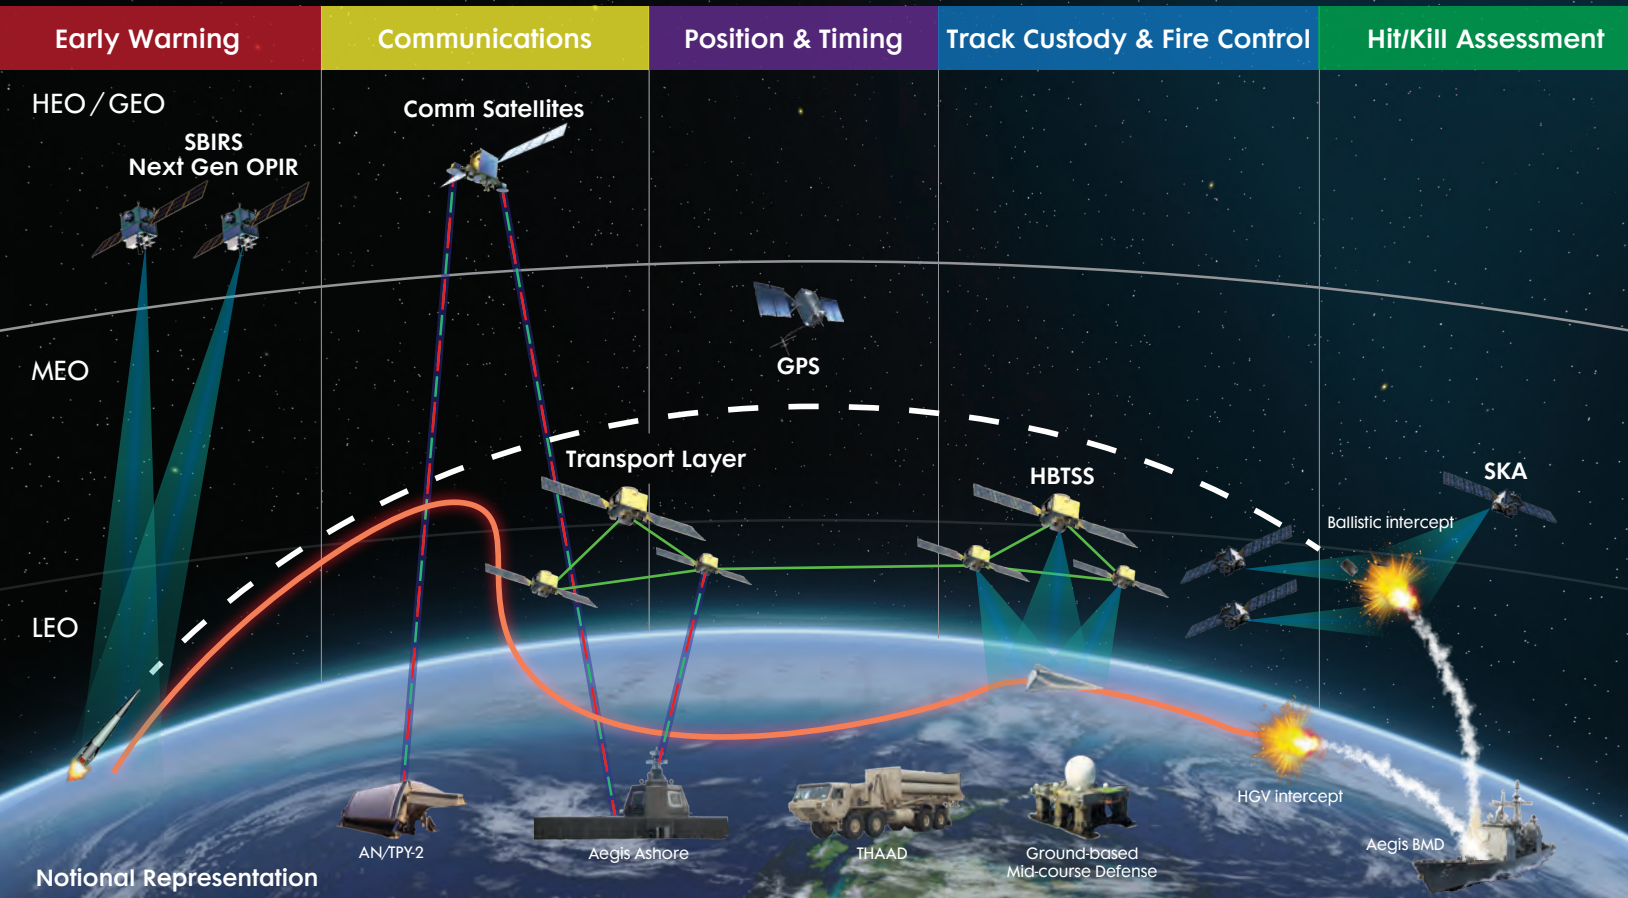 Early Warning
Communications
Position & Timing
Track Custody & Fire Control
Hit/Kill Assessment
HEO / GEO
Comm Satellites
SBIRS
Next Gen OPIR
MEO
GPS
Transport Layer
HBTSS
SKA
Ballistic intercept
LEO
HGV intercept
AN/TPY-2
Aegis Ashore
THAAD
Ground-based
Mid-course Defense
Aegis BMD
Notional Representation